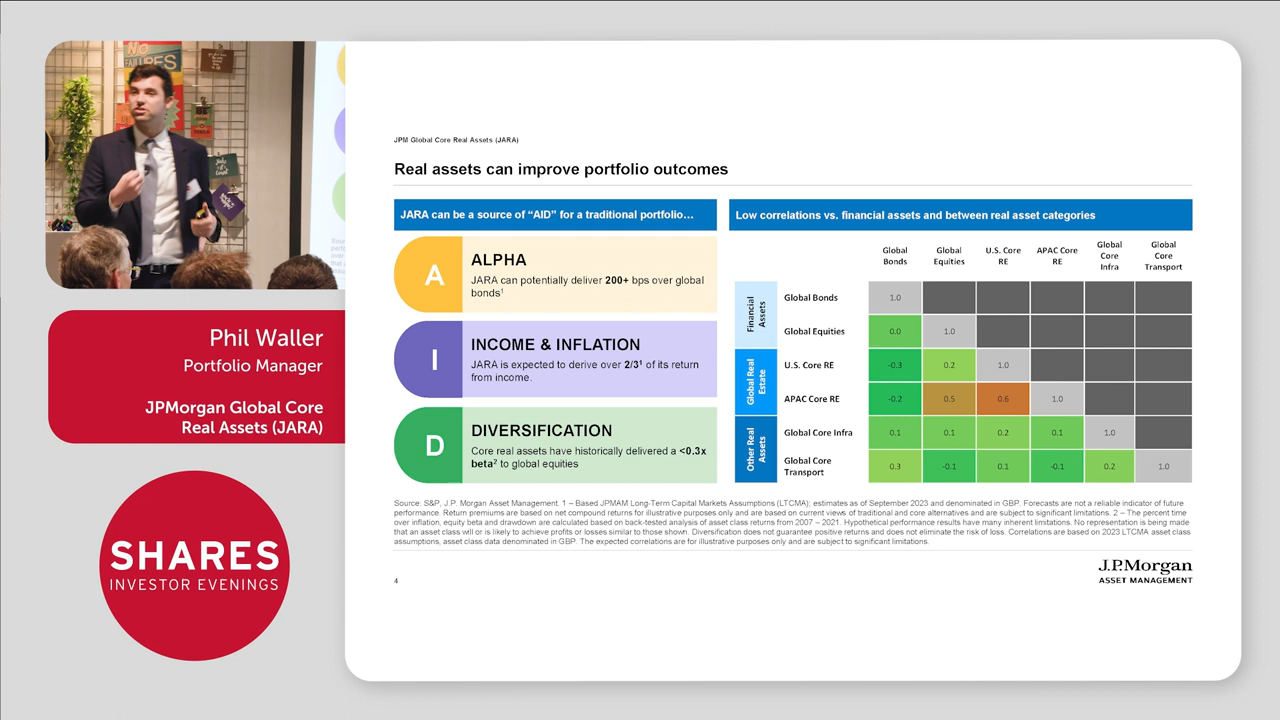 NO
FAILURES
Phil Waller
Portfolio Manager
JPMorgan Global Core
Real Assets (JARA)
SHARES
INVESTOR EVENINGS
JPM Global Core Real Assets (JARA)
Real assets can improve portfolio outcomes
JARA can be a source of “AID” for a traditional portfolio…
A
ALPHA
JARA can potentially deliver 200+ bps over global
bonds¹
I
INCOME & INFLATION
JARA is expected to derive over 2/3¹ of its return
from income.
D
DIVERSIFICATION
Core real assets have historically delivered a <0.3x
beta² to global equities
Low correlations vs. financial assets and between real asset categories
Global Bonds Global Equities U.S. Core RE APAC Core RE Global Core Infra Global Core Transport
Financial Assets
Global Bonds 1.0
Global Equities 0.0 1.0
Global Real Estate
U.S. Core RE -0.3 0.2 1.0
APAC Core RE -0.2 0.5 0.6 1.0
Other Real Assets
Global Core Infra 0.1 0.1 0.2 0.1 1.0
Global Core Transport 0.3 -0.1 0.1 -0.1 0.2 1.0
Source: S&P, J.P. Morgan Asset Management. 1 – Based JPMAM Long-Term Capital Markets Assumptions (LTCMA); estimates as of September 2023 and denominated in GBP. Forecasts are not a reliable indicator of future
performance. Return premiums are based on net compound returns for illustrative purposes only and are based on current views of traditional and core alternatives and are subject to significant limitations. 2 – The percent time
over inflation, equity beta and drawdown are calculated based on back-tested analysis of asset class returns from 2007 – 2021. Hypothetical performance results have many inherent limitations. No representation is being made
that an asset class will or is likely to achieve profits or losses similar to those shown. Diversification does not guarantee positive returns and does not eliminate the risk of loss. Correlations are based on 2023 LTCMA asset class
assumptions, asset class data denominated in GBP. The expected correlations are for illustrative purposes only and are subject to significant limitations.
4
J.P.Morgan
ASSET MANAGEMENT